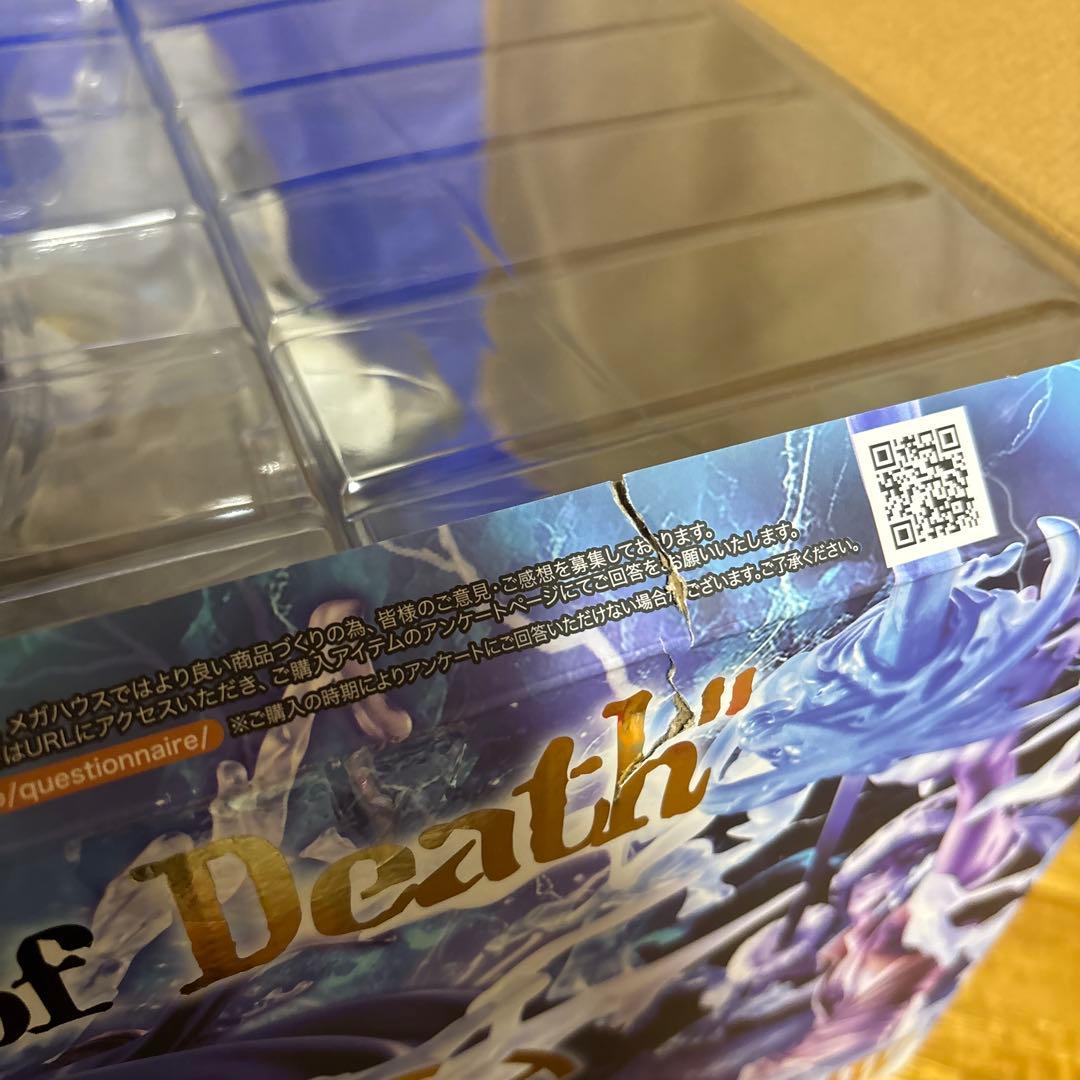 メガハウスではより良い商品づくりの為、皆様のご意見・ご感想を募集しております。
はURLにアクセスいただき、ご購入アイテムのアンケートページにてご回答をお願いいたします。
/questionnaire/ ※ご購入の時期によりアンケートにご回答いただけない場合がございます。ご了承ください。
of Death"